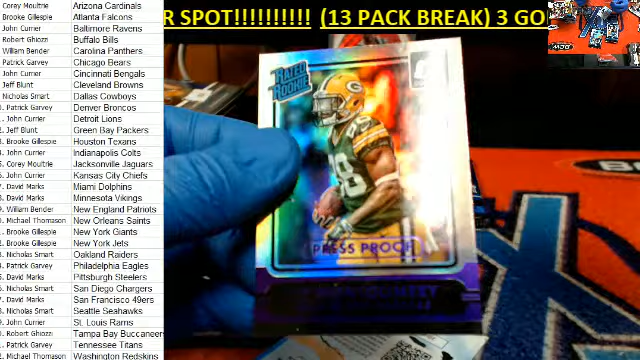 R SPOT!!!!!!!!!! (13 PACK BREAK) 3 GO
Corey Moultrie Arizona Cardinals
Brooke Gillespie Atlanta Falcons
John Currier Baltimore Ravens
Robert Ghiozzi Buffalo Bills
William Bender Carolina Panthers
Patrick Garvey Chicago Bears
John Currier Cincinnati Bengals
Jeff Blunt Cleveland Browns
Nicholas Smart Dallas Cowboys
Patrick Garvey Denver Broncos
John Currier Detroit Lions
Jeff Blunt Green Bay Packers
Brooke Gillespie Houston Texans
John Currier Indianapolis Colts
Corey Moultrie Jacksonville Jaguars
John Currier Kansas City Chiefs
David Marks Miami Dolphins
David Marks Minnesota Vikings
William Bender New England Patriots
Michael Thomason New Orleans Saints
Brooke Gillespie New York Giants
Brooke Gillespie New York Jets
Nicholas Smart Oakland Raiders
Patrick Garvey Philadelphia Eagles
David Marks Pittsburgh Steelers
Nicholas Smart San Diego Chargers
David Marks San Francisco 49ers
Nicholas Smart Seattle Seahawks
John Currier St. Louis Rams
Robert Ghiozzi Tampa Bay Buccaneers
Patrick Garvey Tennessee Titans
Michael Thomason Washington Redskins
RATED
ROOKIE
88
PRESS PROOF